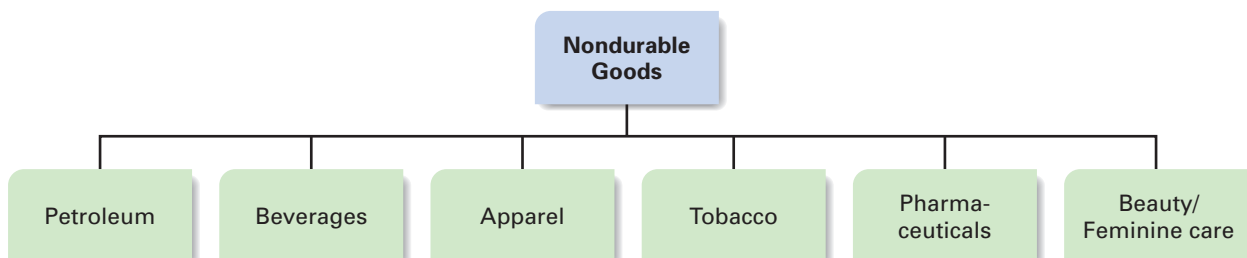 Nondurable
Goods
Petroleum
Beverages
Apparel
Tobacco
Pharma-
ceuticals
Beauty/
Feminine care